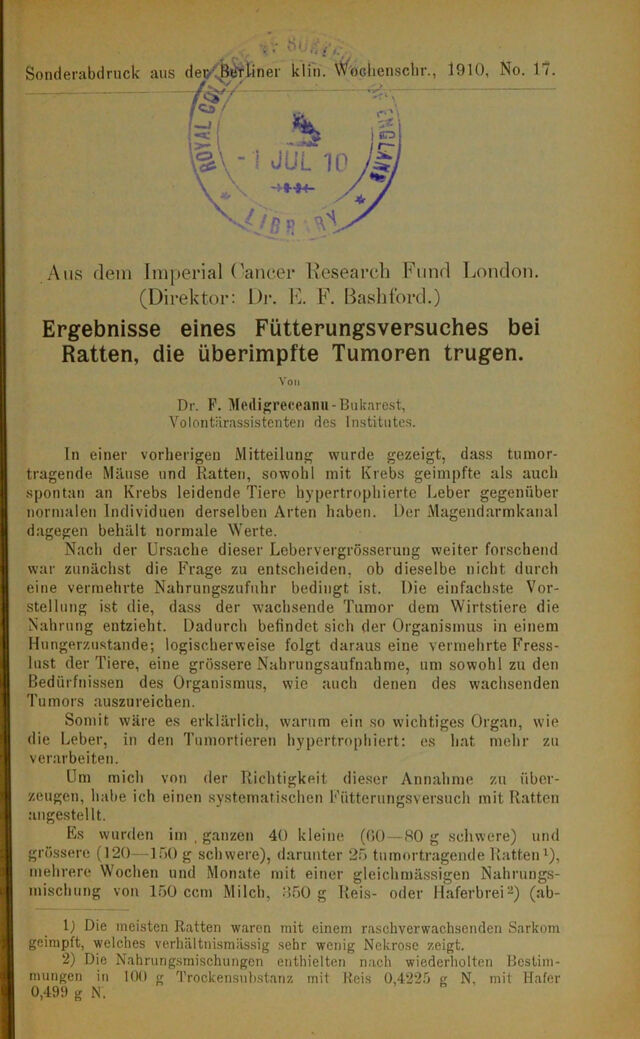 Sonderabdruck aus der Berliner klin. Wochenschr., 1910, No. 17.
ROYAL COLLEGE OF SURGEONS OF ENGLAND
-1 JUL 10
LIBRARY
Aus dem Imperial Cancer Research Fund London.
(Direktor: Dr. E. F. Bashford.)
Ergebnisse eines Fütterungsversuches bei
Ratten, die überimpfte Tumoren trugen.
Von
Dr. F. Medigreceanu-Bukarest,
Volontärassistenten des Institutes.
In einer vorherigen Mitteilung wurde gezeigt, dass tumor-
tragende Mäuse und Ratten, sowohl mit Krebs geimpfte als auch
spontan an Krebs leidende Tiere hypertrophierte Leber gegenüber
normalen Individuen derselben Arten haben. Der Magendarmkanal
dagegen behält normale Werte.
Nach der Ursache dieser Lebervergrösserung weiter forschend
war zunächst die Frage zu entscheiden, ob dieselbe nicht durch
eine vermehrte Nahrungszufuhr bedingt ist. Die einfachste Vor-
stellung ist die, dass der wachsende Tumor dem Wirtstiere die
Nahrung entzieht. Dadurch befindet sich der Organismus in einem
Hungerzustande; logischerweise folgt daraus eine vermehrte Fress-
lust der Tiere, eine grössere Nahrungsaufnahme, um sowohl zu den
Bedürfnissen des Organismus, wie auch denen des wachsenden
Tumors auszureichen.
Somit wäre es erklärlich, warum ein so wichtiges Organ, wie
die Leber, in den Tumortieren hypertrophiert: es hat mehr zu
verarbeiten.
Um mich von der Richtigkeit dieser Annahme zu über-
zeugen, habe ich einen systematischen Fütterungsversuch mit Ratten
angestellt.
Es wurden im ganzen 40 kleine (60—80 g schwere) und
grössere (120—150 g schwere), darunter 25 tumortragende Ratten¹),
mehrere Wochen und Monate mit einer gleichmässigen Nahrungs-
mischung von 150 ccm Milch, 350 g Reis- oder Haferbrei²) (ab-
1) Die meisten Ratten waren mit einem raschverwachsenden Sarkom
geimpft, welches verhältnismässig sehr wenig Nekrose zeigt.
2) Die Nahrungsmischungen enthielten nach wiederholten Bestim-
mungen in 100 g Trockensubstanz mit Reis 0,4225 g N, mit Hafer
0,499 g N.